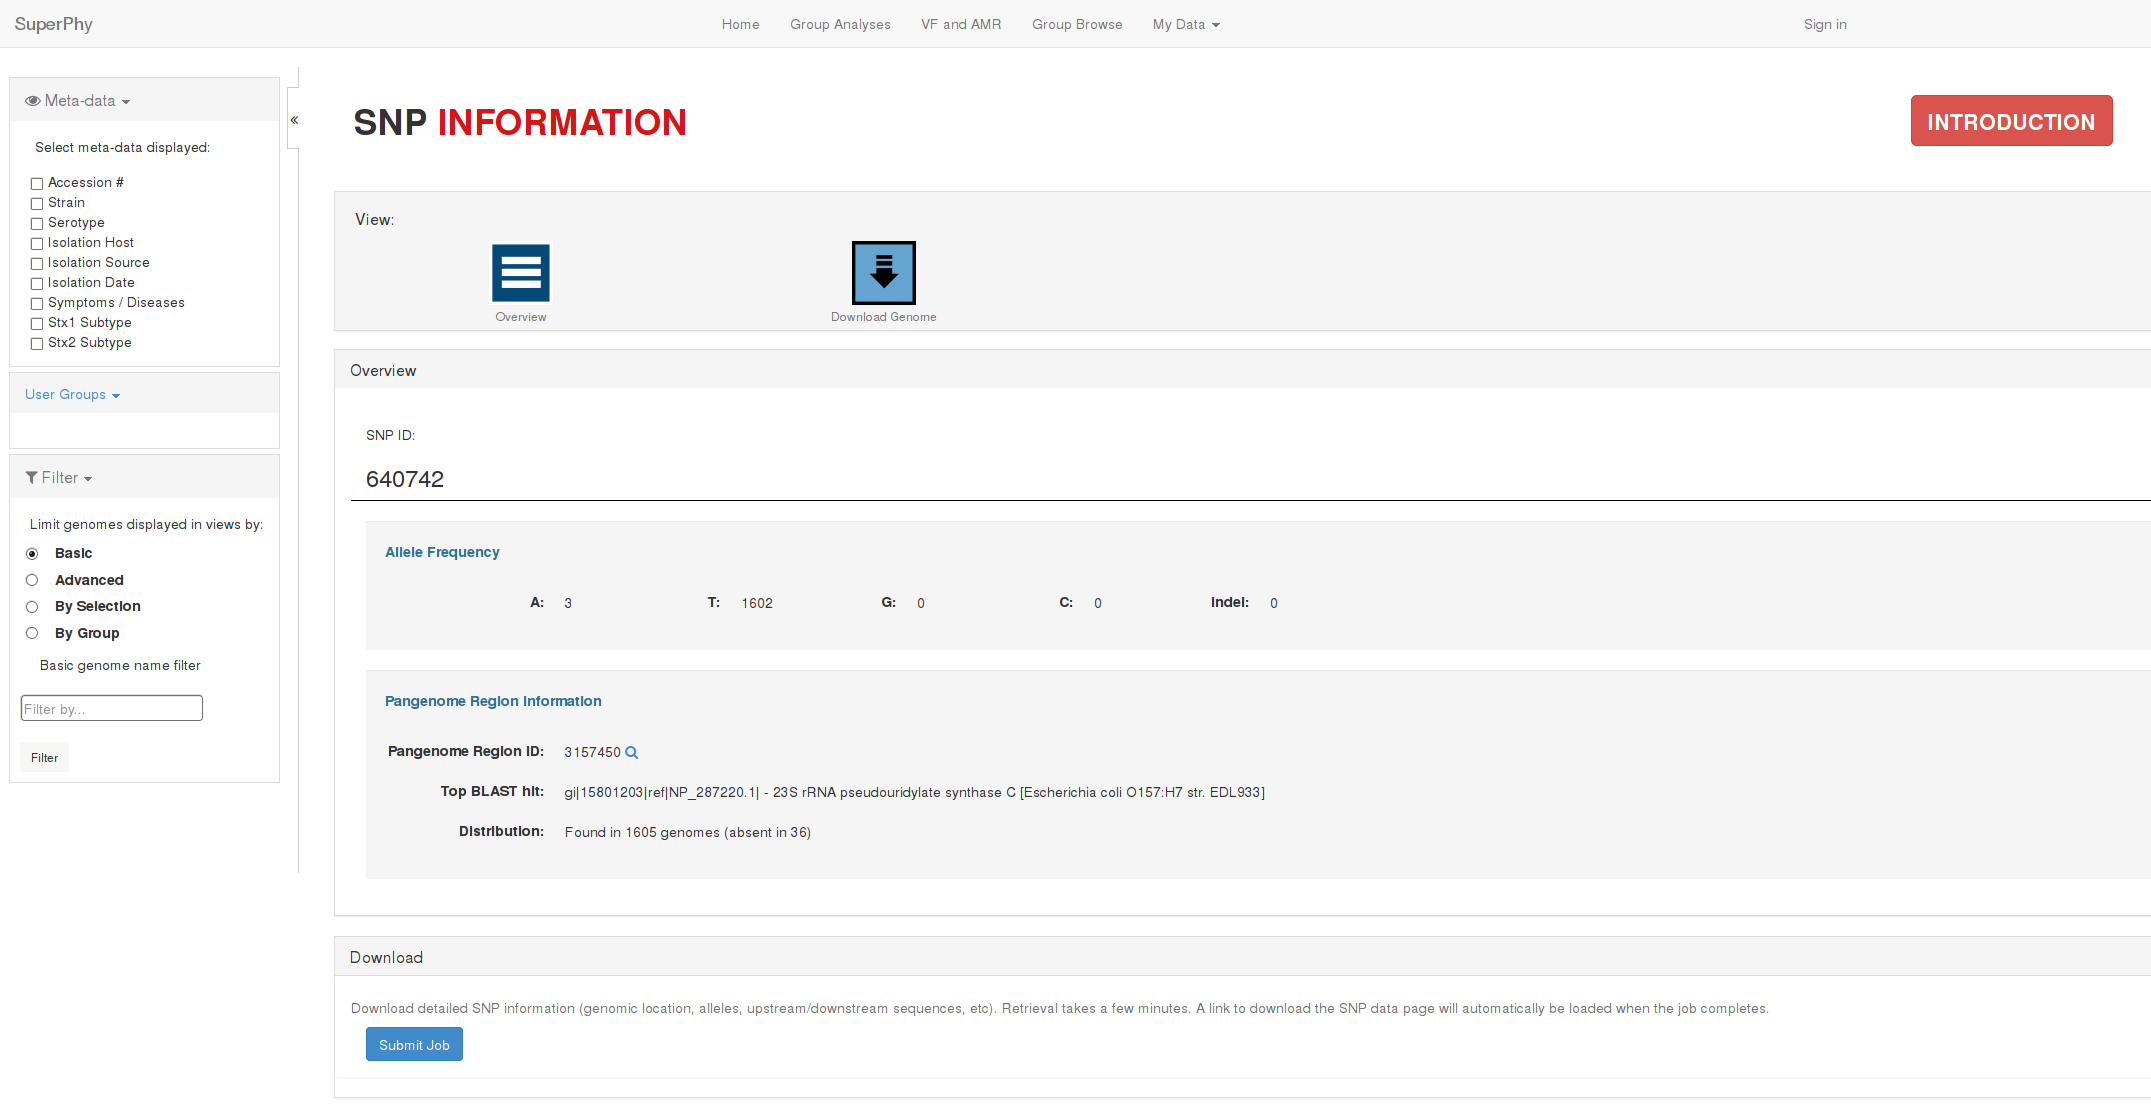 SuperPhy
Home Group Analyses VF and AMR Group Browse My Data Sign in
Meta-data
Select meta-data displayed:
Accession #
Strain
Serotype
Isolation Host
Isolation Source
Isolation Date
Symptoms / Diseases
Stx1 Subtype
Stx2 Subtype
User Groups
Filter
Limit genomes displayed in views by:
Basic
Advanced
By Selection
By Group
Basic genome name filter
Filter by...
Filter
«
SNP INFORMATION
INTRODUCTION
View:
Overview Download Genome
Overview
SNP ID:
640742
Allele Frequency
A: 3 T: 1602 G: 0 C: 0 Indel: 0
Pangenome Region Information
Pangenome Region ID: 3157450
Top BLAST hit: gi|15801203|ref|NP_287220.1| - 23S rRNA pseudouridylate synthase C [Escherichia coli O157:H7 str. EDL933]
Distribution: Found in 1605 genomes (absent in 36)
Download
Download detailed SNP information (genomic location, alleles, upstream/downstream sequences, etc). Retrieval takes a few minutes. A link to download the SNP data page will automatically be loaded when the job completes.
Submit Job